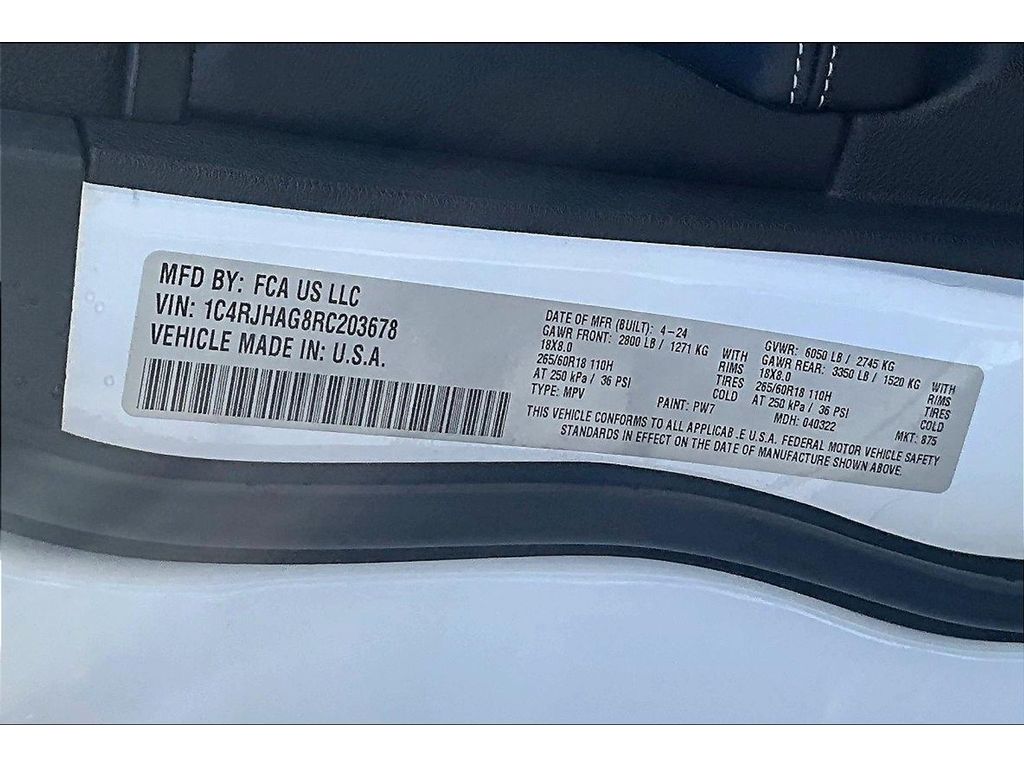 MFD BY: FCA US LLC
VIN: 1C4RJHAG8RC203678
VEHICLE MADE IN: U.S.A.
DATE OF MFR (BUILT): 4-24
GAWR FRONT: 2800 LB / 1271 KG WITH
18X8.0 RIMS
265/60R18 110H TIRES
AT 250 kPa / 36 PSI COLD
TYPE: MPV PAINT: PW7
GVWR: 6050 LB / 2745 KG
GAWR REAR: 3350 LB / 1520 KG WITH
18X8.0 RIMS
265/60R18 110H TIRES
AT 250 kPa / 36 PSI COLD
MDH: 040322 MKT: 875
THIS VEHICLE CONFORMS TO ALL APPLICAB.E U.S.A. FEDERAL MOTOR VEHICLE SAFETY
STANDARDS IN EFFECT ON THE DATE OF MANUFACTURE SHOWN ABOVE.